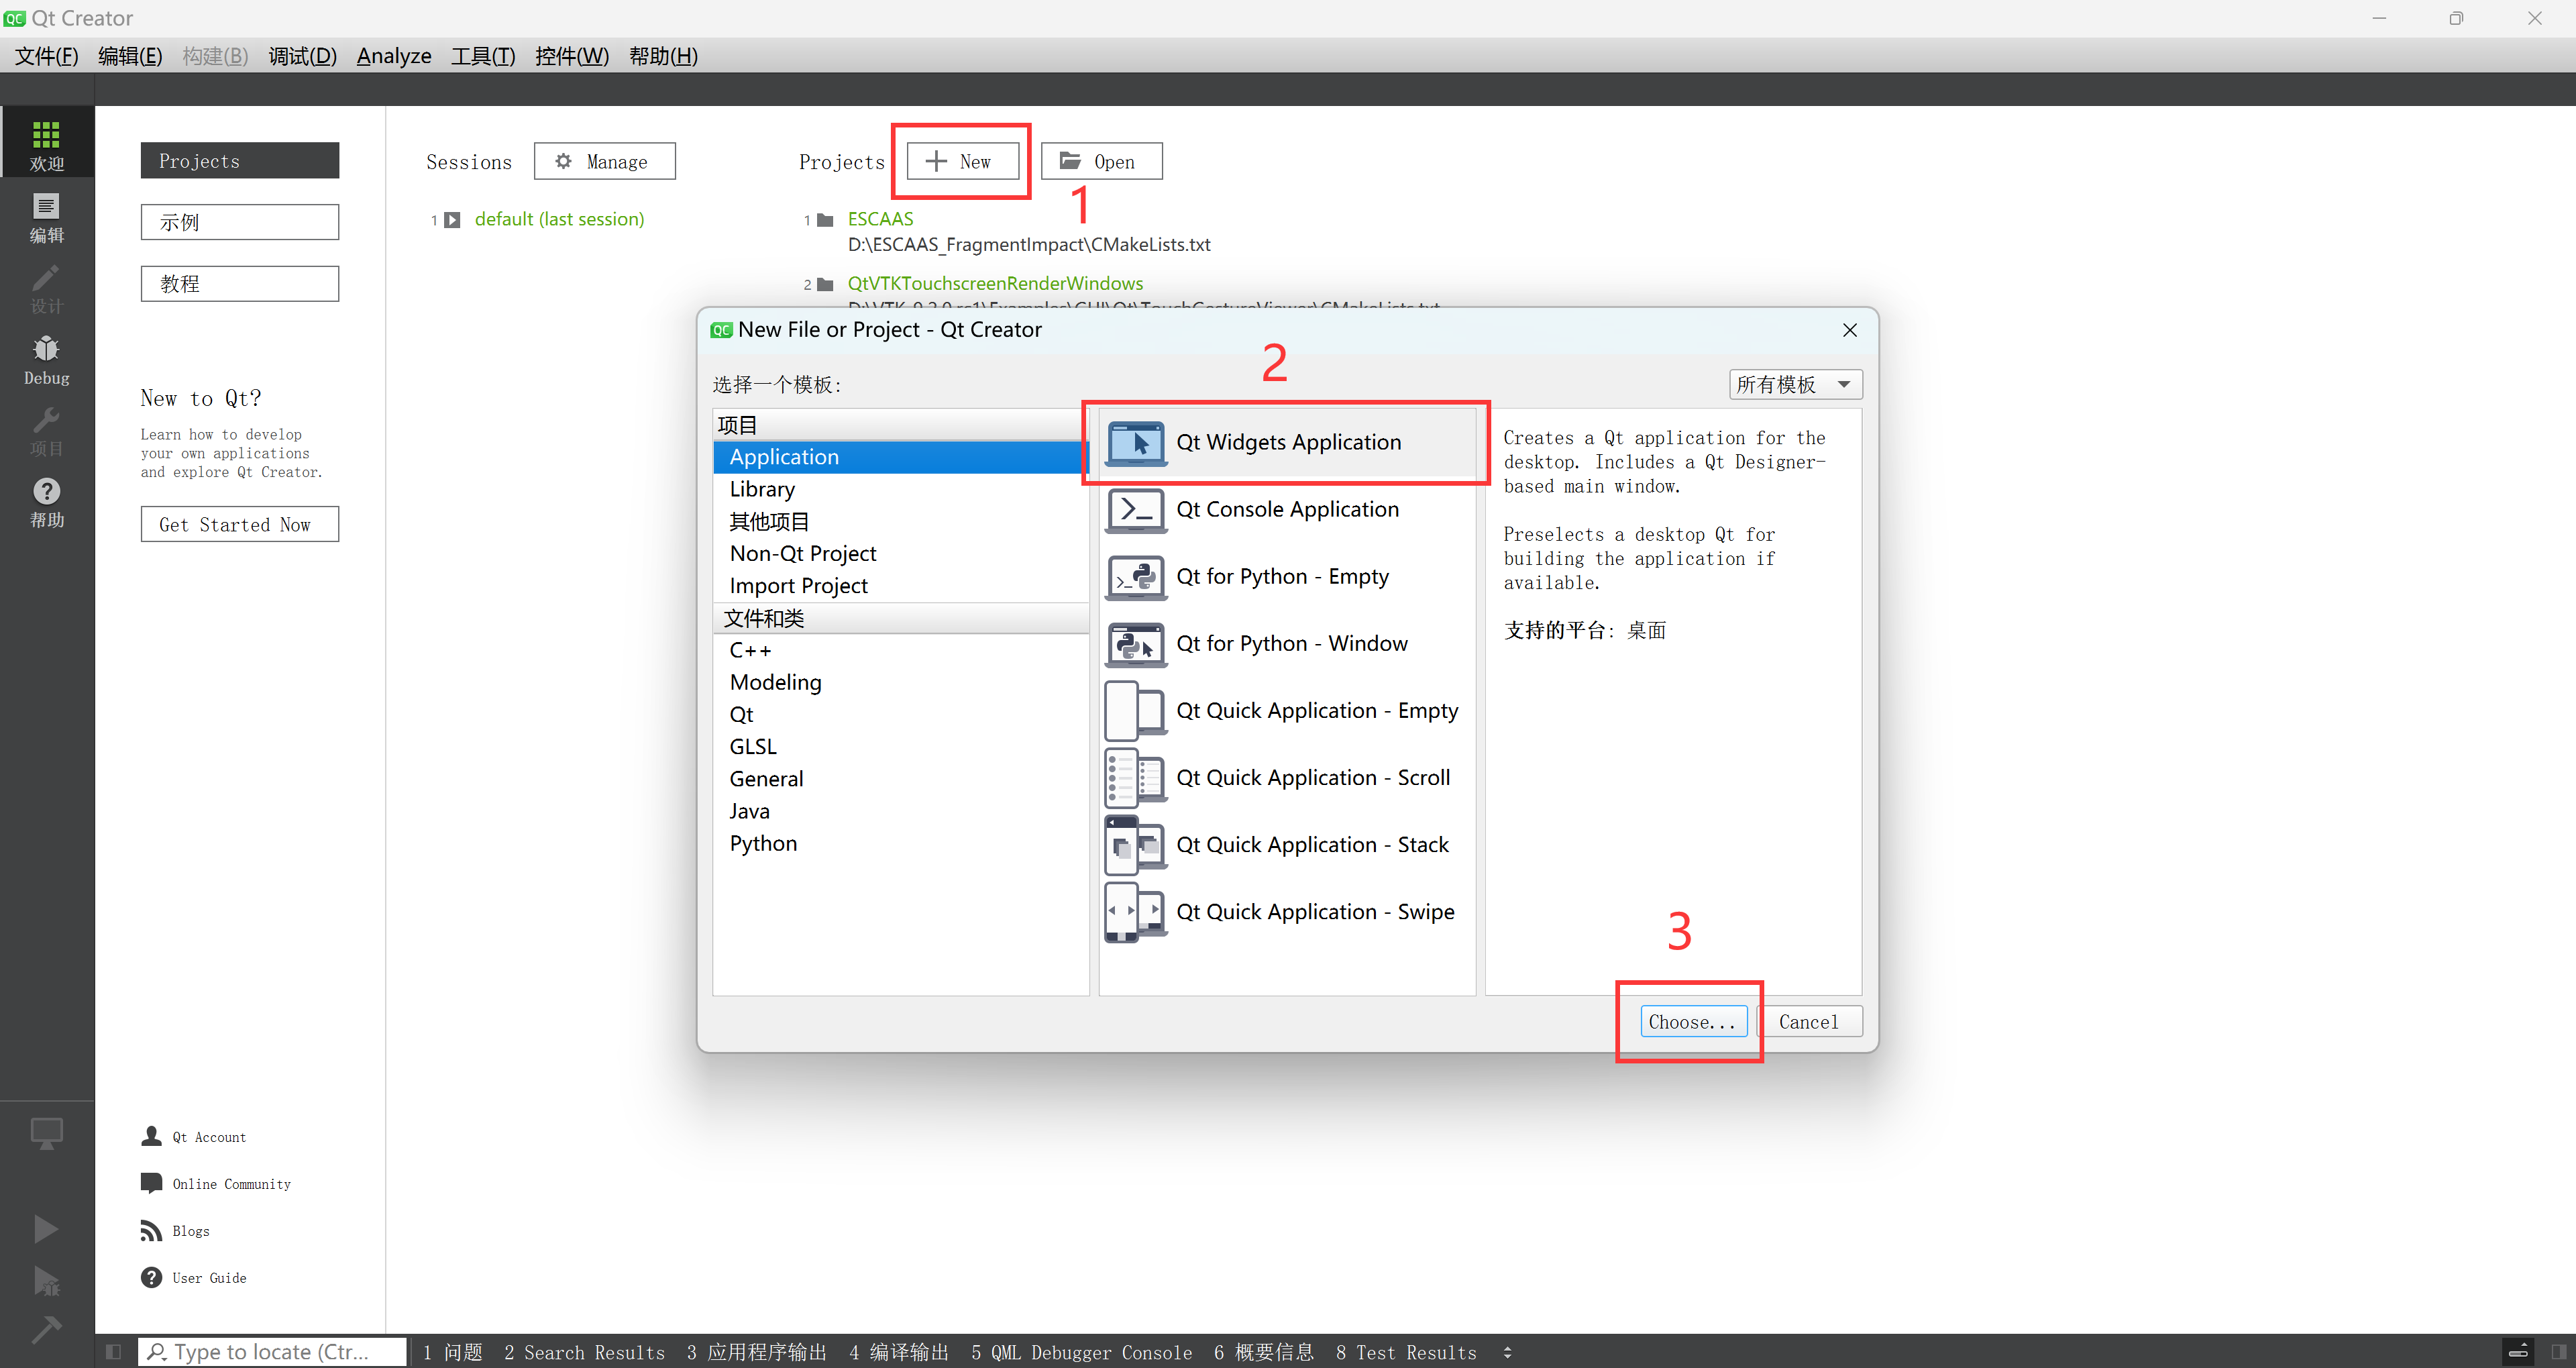 Qt Creator
文件(F) 编辑(E) 构建(B) 调试(D) Analyze 工具(T) 控件(W) 帮助(H)
欢迎
编辑
设计
Debug
项目
帮助
Projects
示例
教程
New to Qt?
Learn how to develop
your own applications
and explore Qt Creator.
Get Started Now
Qt Account
Online Community
Blogs
User Guide
Sessions Manage
1 default (last session)
Projects New Open
1
1 ESCAAS
D:\ESCAAS_FragmentImpact\CMakeLists.txt
2 QtVTKTouchscreenRenderWindows
New File or Project - Qt Creator
2
选择一个模板:
所有模板
项目
Application
Library
其他项目
Non-Qt Project
Import Project
文件和类
C++
Modeling
Qt
GLSL
General
Java
Python
Qt Widgets Application
Qt Console Application
Qt for Python - Empty
Qt for Python - Window
Qt Quick Application - Empty
Qt Quick Application - Scroll
Qt Quick Application - Stack
Qt Quick Application - Swipe
Creates a Qt application for the
desktop. Includes a Qt Designer-
based main window.
Preselects a desktop Qt for
building the application if
available.
支持的平台: 桌面
3
Choose... Cancel
Type to locate (Ctr...
1 问题 2 Search Results 3 应用程序输出 4 编译输出 5 QML Debugger Console 6 概要信息 8 Test Results